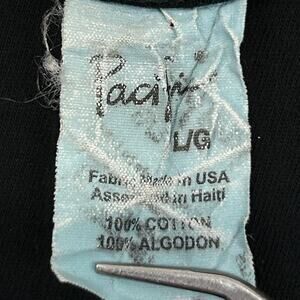 Pacific
L/G
Fabric Made in USA
Assembled in Haiti
100% COTTON
100% ALGODON